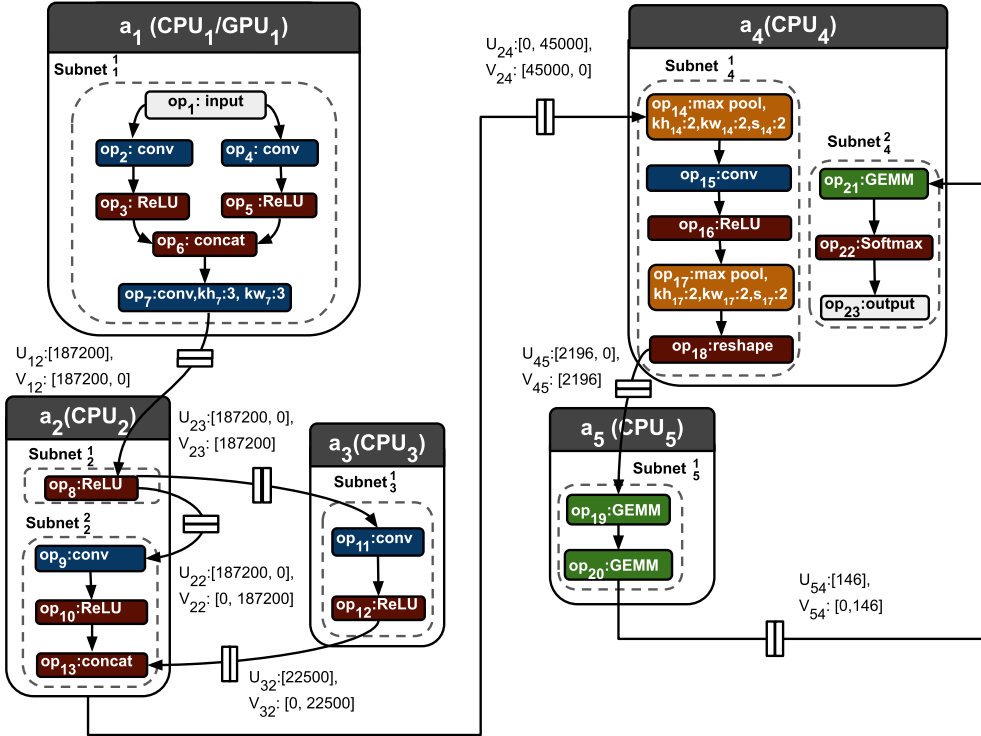 a1 (CPU1/GPU1)
Subnet 1 1
op1: input
op2: conv
op4: conv
op3: ReLU
op5: ReLU
op6: concat
op7:conv,kh7:3, kw7:3
U12:[187200],
V12: [187200, 0]
a2(CPU2)
Subnet 1 2
op8:ReLU
Subnet 2 2
op9:conv
op10:ReLU
op13:concat
U23:[187200, 0],
V23: [187200]
U22:[187200, 0],
V22: [0, 187200]
a3(CPU3)
Subnet 1 3
op11:conv
op12:ReLU
U32:[22500],
V32: [0, 22500]
U24:[0, 45000],
V24: [45000, 0]
a4(CPU4)
Subnet 1 4
op14:max pool,
kh14:2,kw14:2,s14:2
op15:conv
op16:ReLU
op17:max pool,
kh17:2,kw17:2,s17:2
op18:reshape
Subnet 2 4
op21:GEMM
op22:Softmax
op23:output
U45:[2196, 0],
V45: [2196]
a5 (CPU5)
Subnet 1 5
op19:GEMM
op20:GEMM
U54:[146],
V54: [0,146]